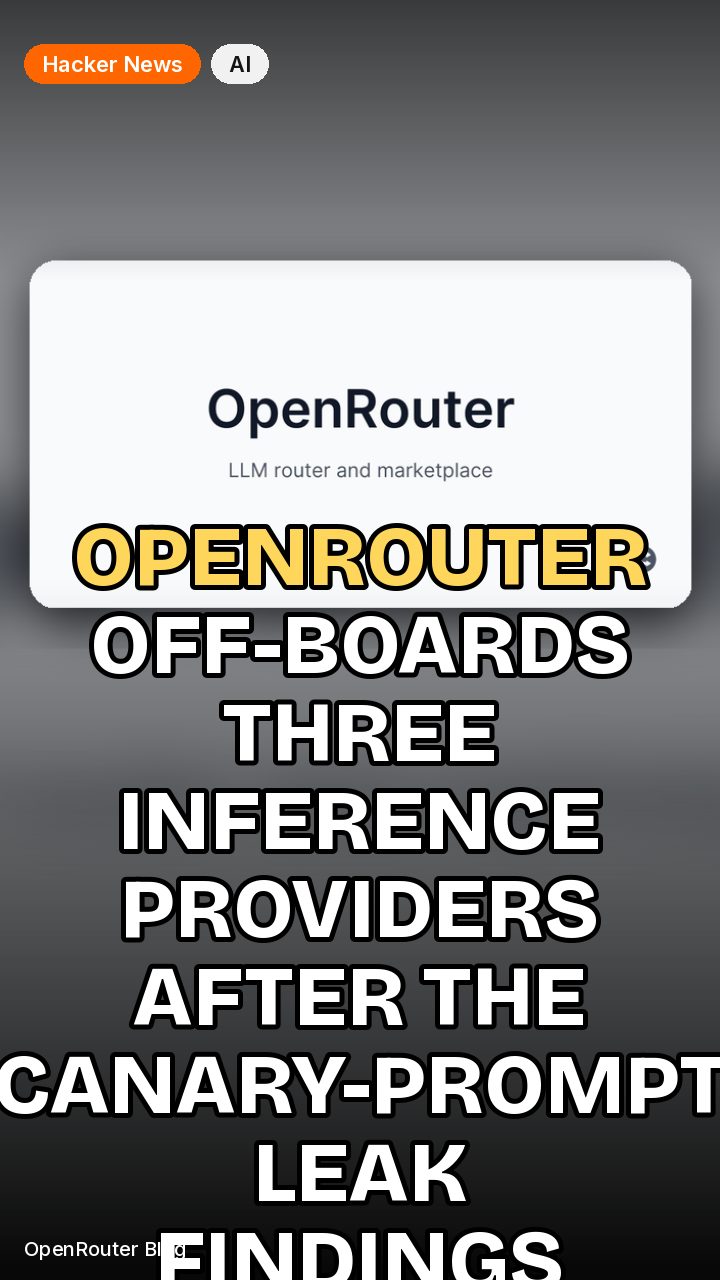 Hacker News AI
OpenRouter
LLM router and marketplace
OPENROUTER
OFF-BOARDS
THREE
INFERENCE
PROVIDERS
AFTER THE
CANARY-PROMPT
LEAK
FINDINGS
OpenRouter Blog